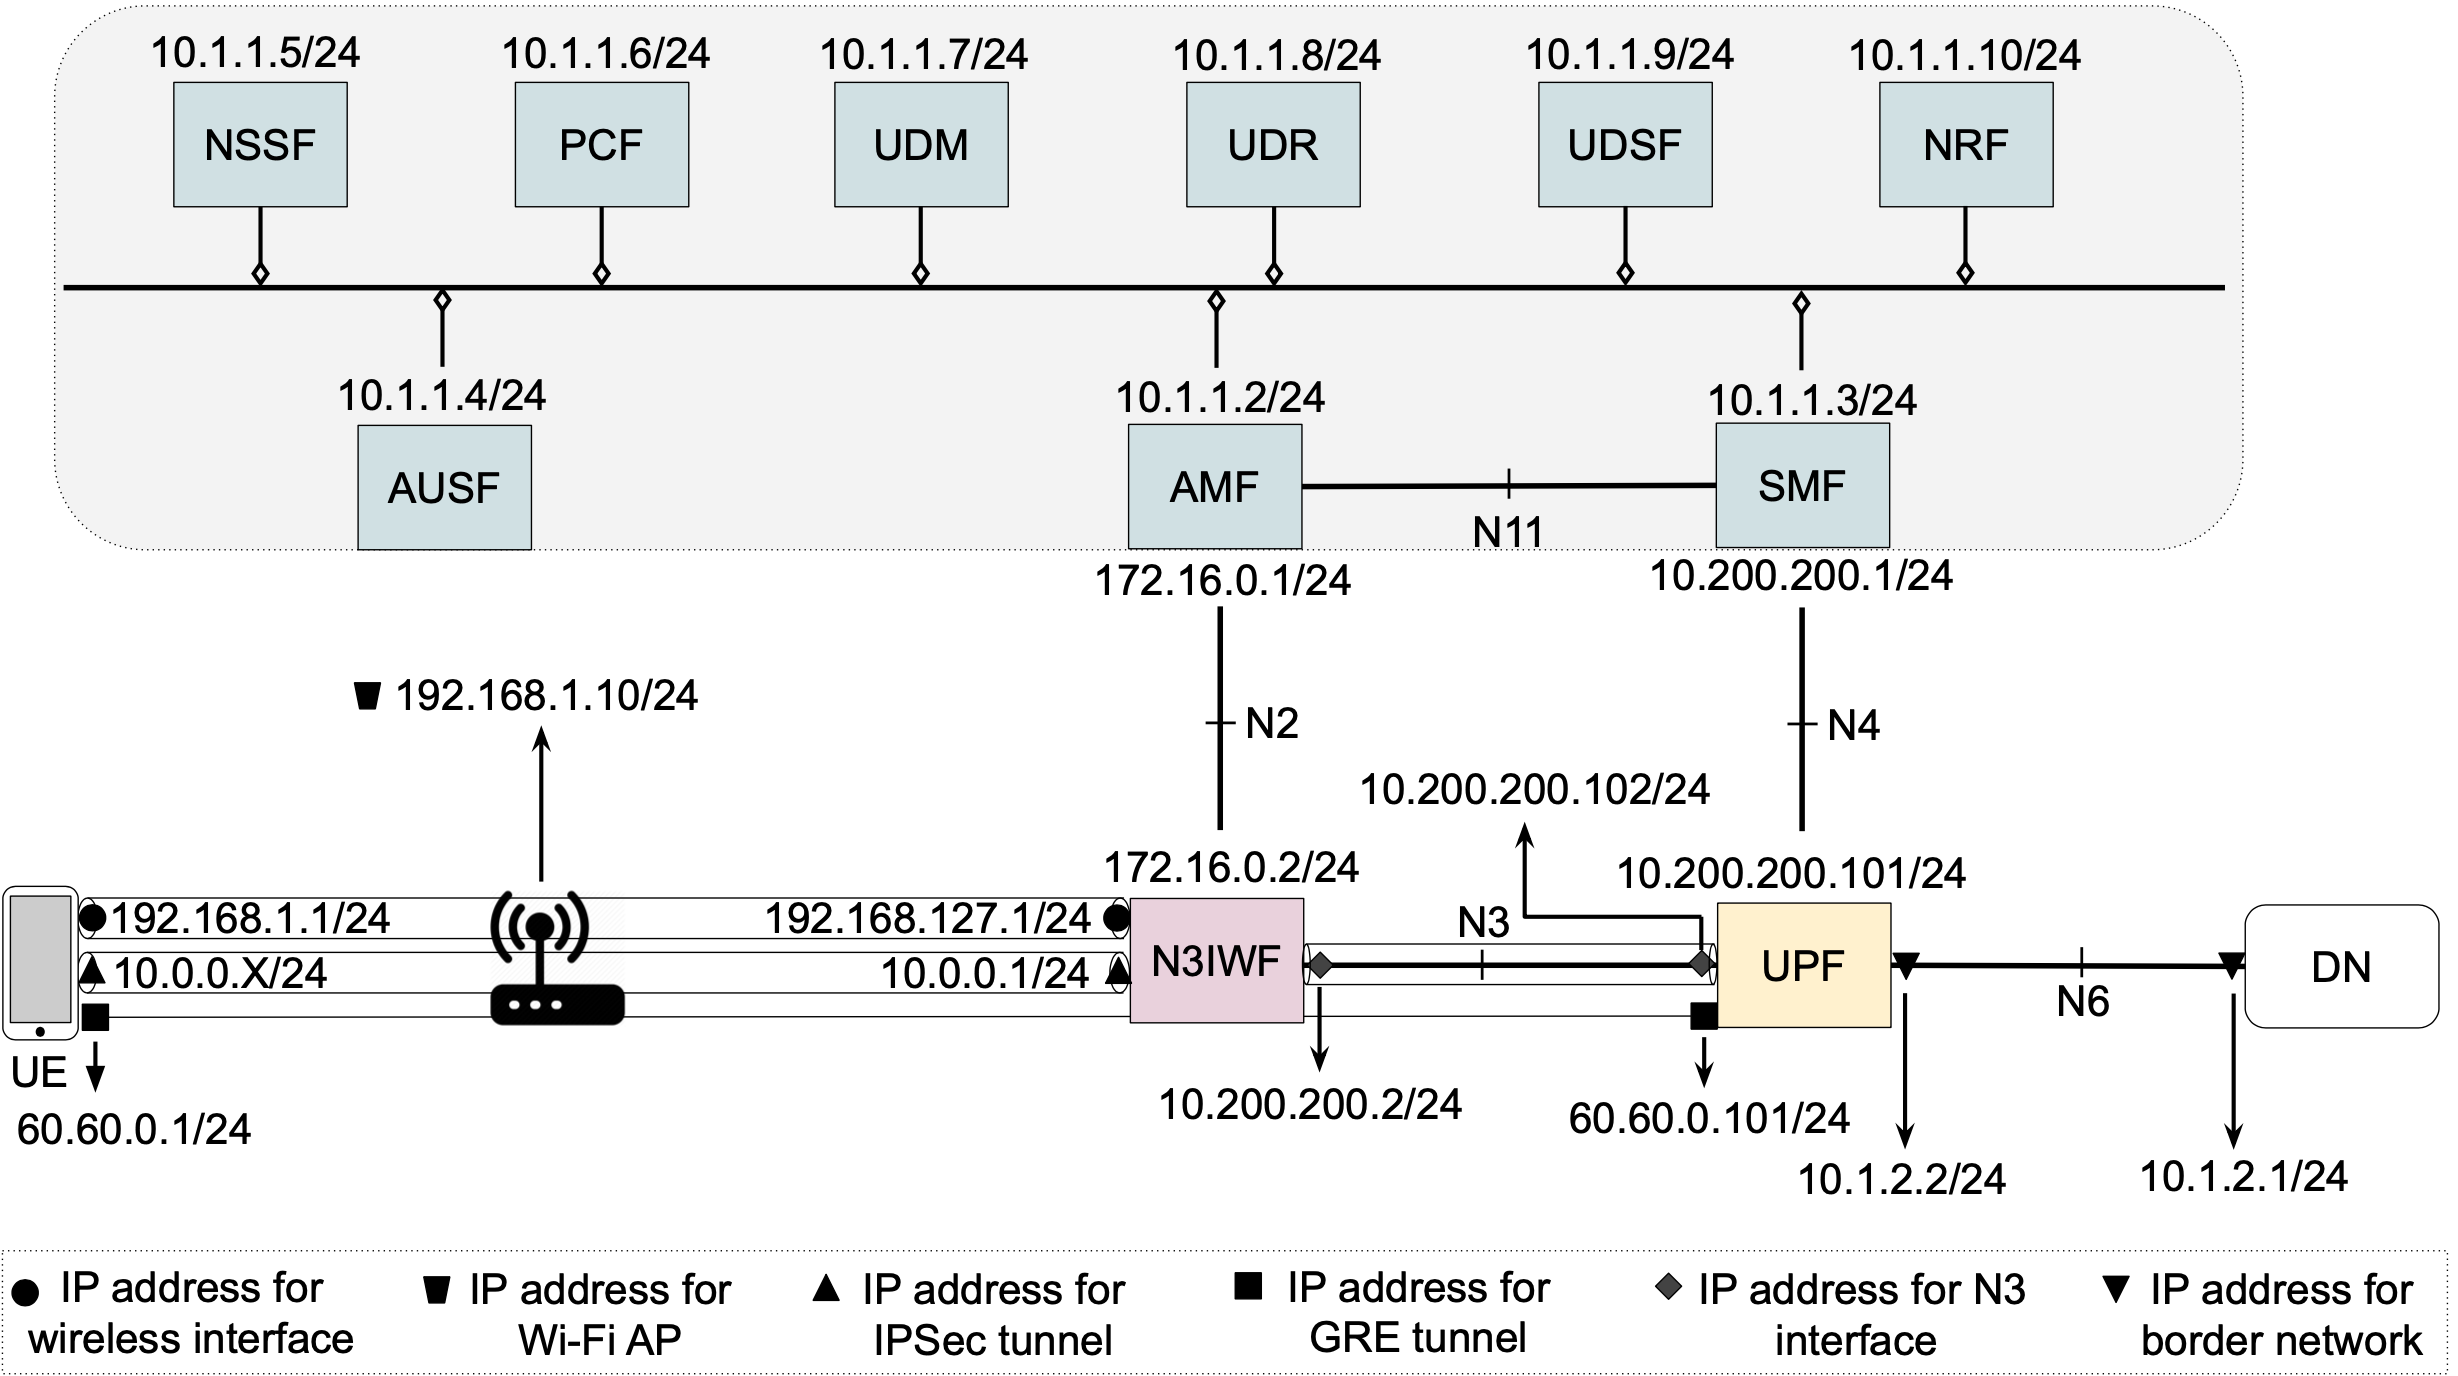 10.1.1.5/24
10.1.1.6/24
10.1.1.7/24
10.1.1.8/24
10.1.1.9/24
10.1.1.10/24
NSSF
PCF
UDM
UDR
UDSF
NRF
10.1.1.4/24
10.1.1.2/24
10.1.1.3/24
AUSF
AMF
SMF
N11
172.16.0.1/24
10.200.200.1/24
192.168.1.10/24
N2
N4
10.200.200.102/24
172.16.0.2/24
10.200.200.101/24
192.168.1.1/24
192.168.127.1/24
N3
10.0.0.X/24
10.0.0.1/24
N3IWF
UPF
DN
N6
UE
60.60.0.1/24
10.200.200.2/24
60.60.0.101/24
10.1.2.2/24
10.1.2.1/24
IP address for
wireless interface
IP address for
Wi-Fi AP
IP address for
IPSec tunnel
IP address for
GRE tunnel
IP address for N3
interface
IP address for
border network